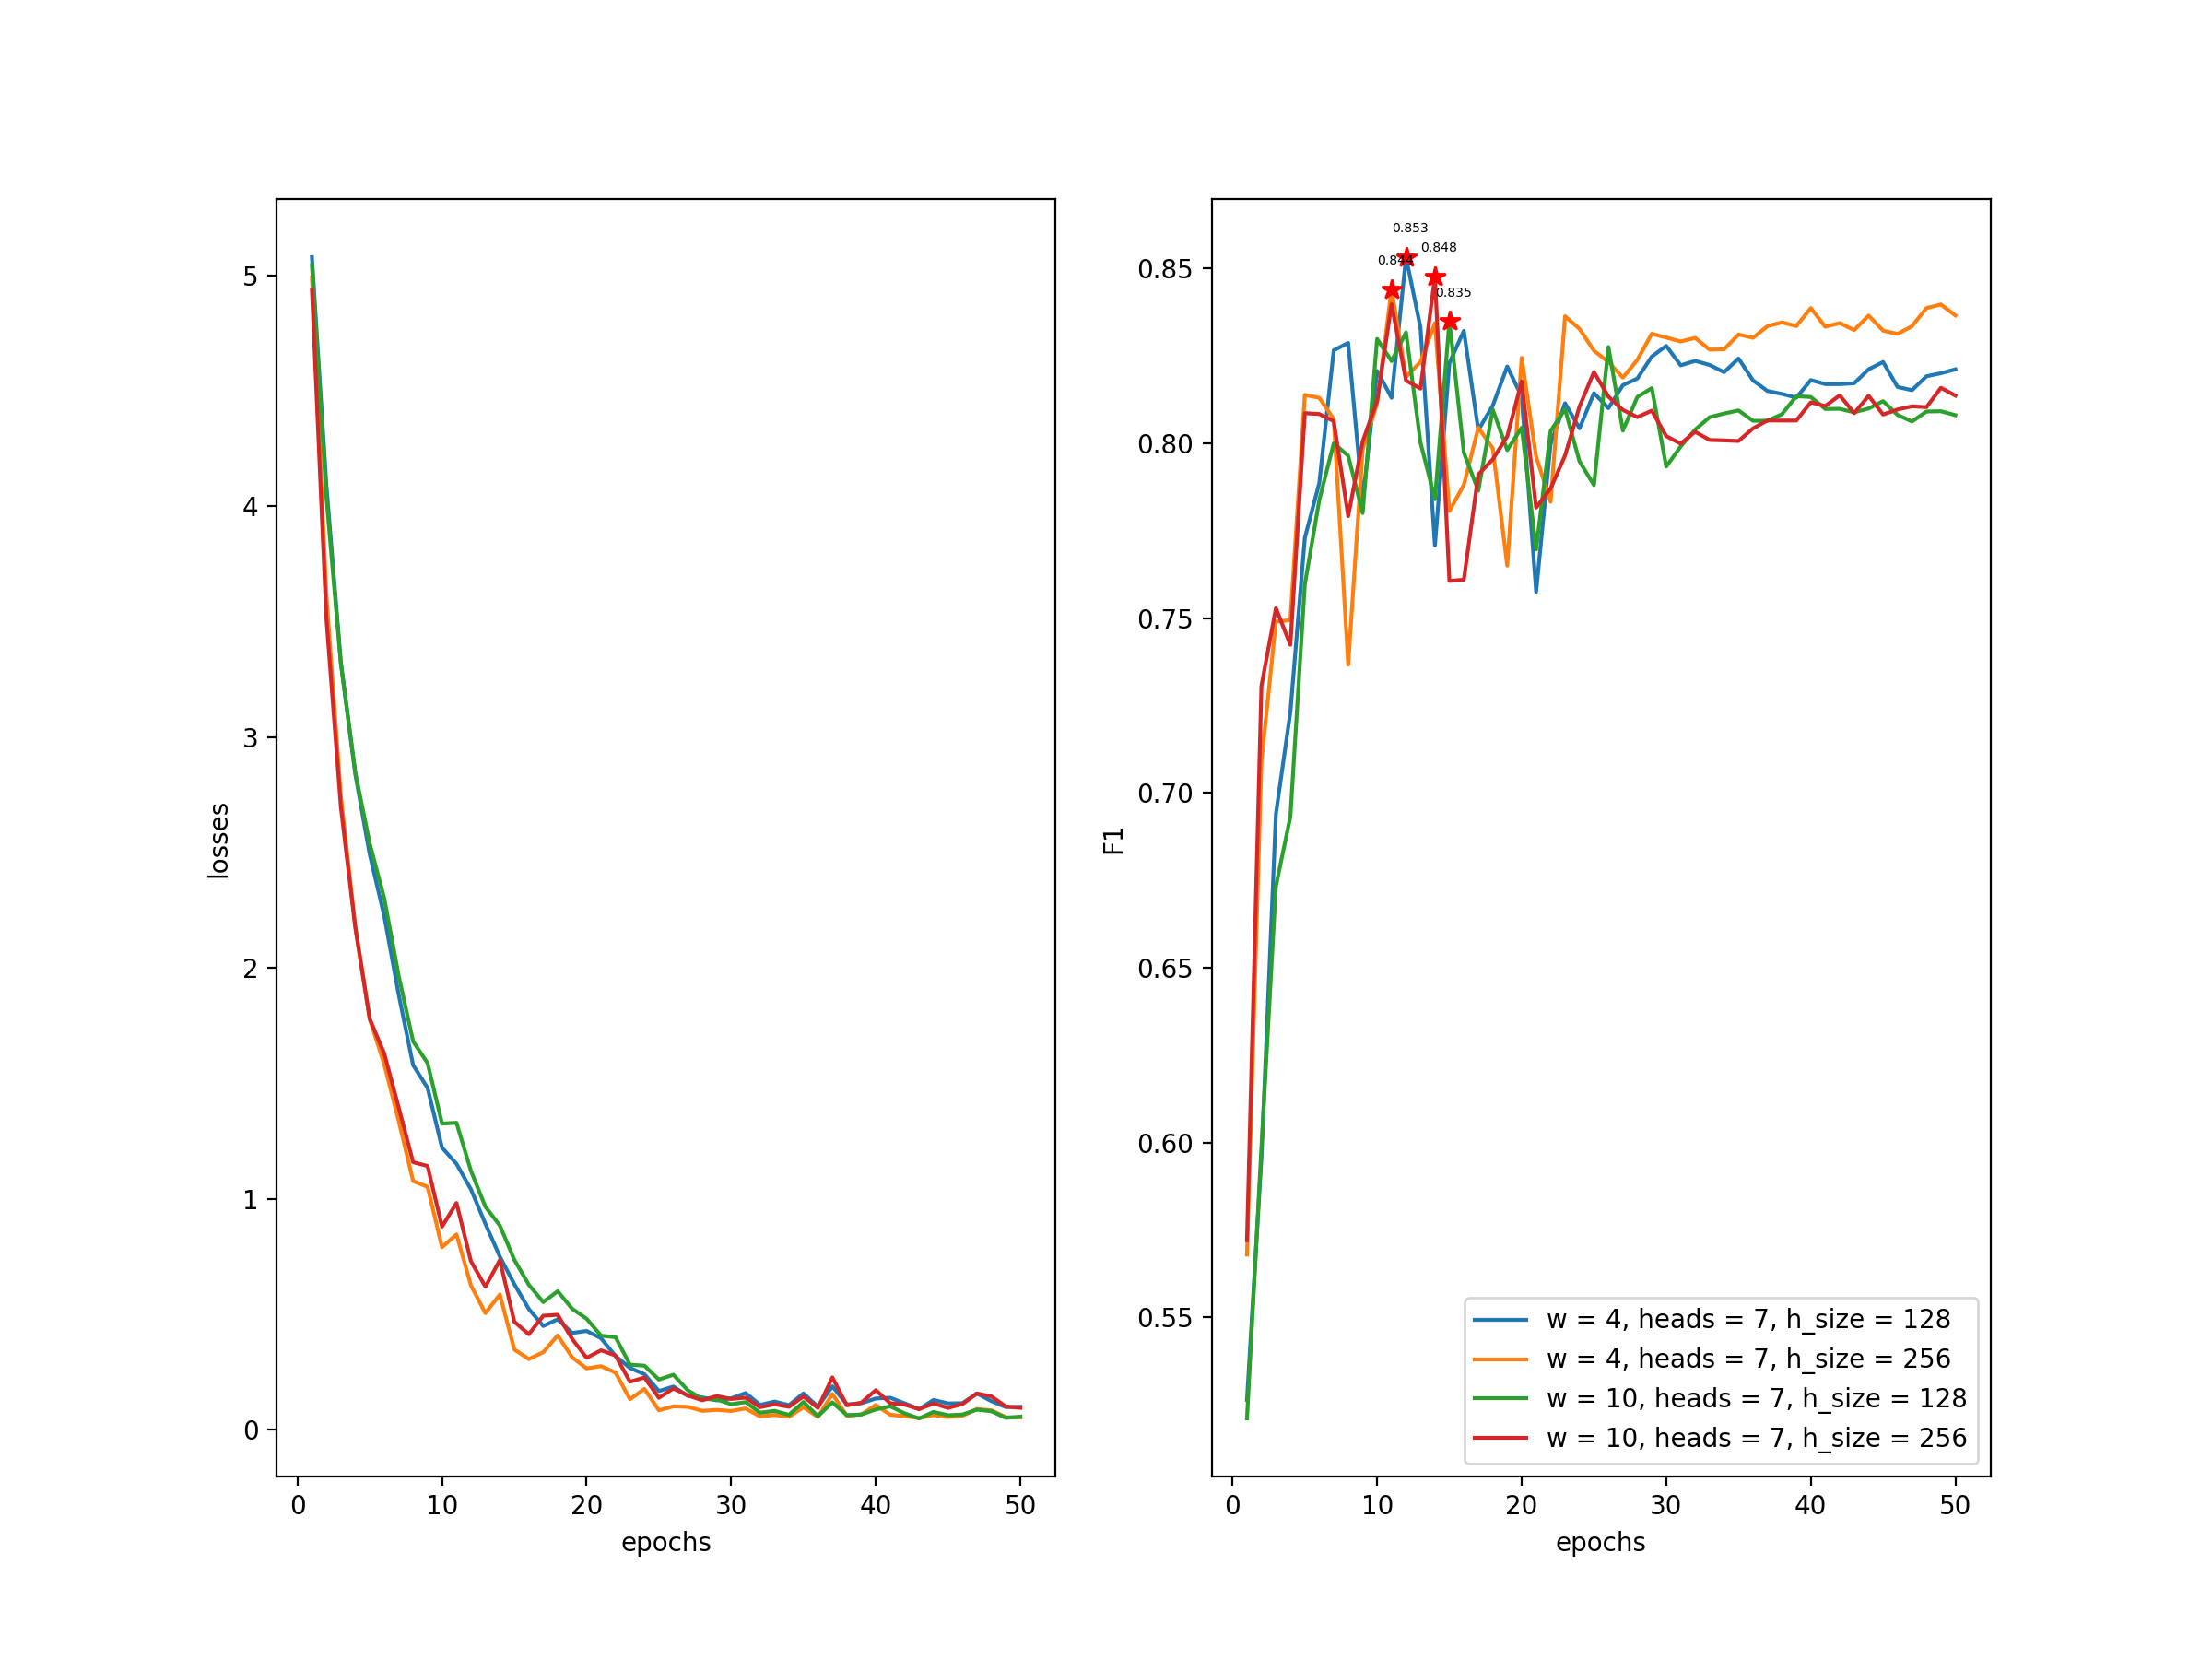 losses
5
4
3
2
1
0
0 10 20 30 40 50
epochs
F1
0.85
0.80
0.75
0.70
0.65
0.60
0.55
0.853
0.848
0.844
0.835
w = 4, heads = 7, h_size = 128
w = 4, heads = 7, h_size = 256
w = 10, heads = 7, h_size = 128
w = 10, heads = 7, h_size = 256
0 10 20 30 40 50
epochs